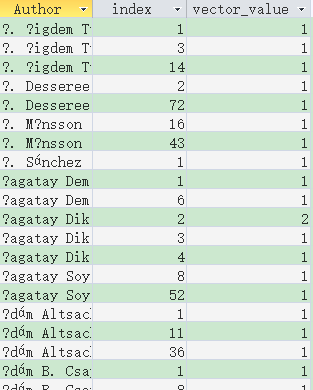 Author index vector_value
?. ?igdem T 1 1
?. ?igdem T 3 1
?. ?igdem T 14 1
?. Desseree 2 1
?. Desseree 72 1
?. M?nsson 16 1
?. M?nsson 43 1
?. Sánchez 1 1
?agatay Dem 1 1
?agatay Dem 6 1
?agatay Dik 2 2
?agatay Dik 3 1
?agatay Dik 4 1
?agatay Soy 8 1
?agatay Soy 52 1
?dám Altsac 1 1
?dám Altsac 11 1
?dám Altsac 36 1
?dám B. Csa 1 1